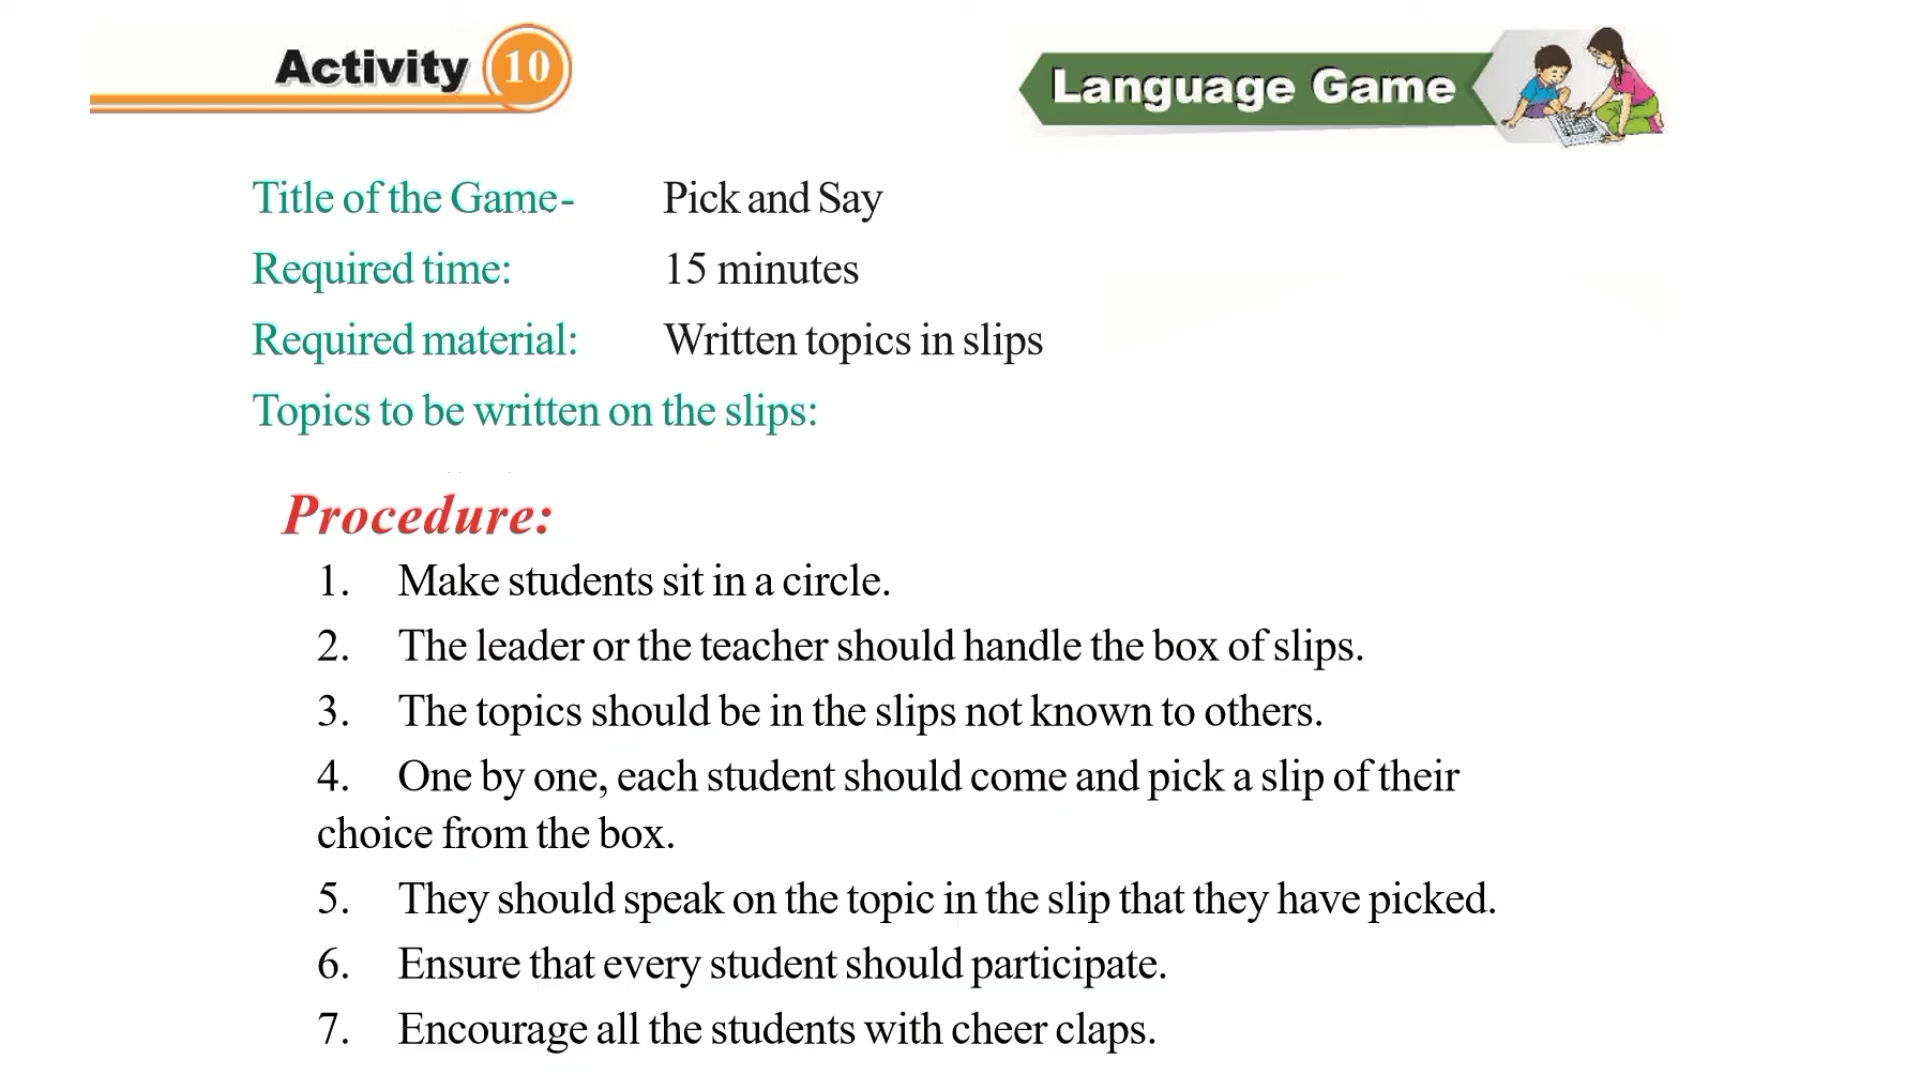 Activity 10
Language Game
Title of the Game- Pick and Say
Required time: 15 minutes
Required material: Written topics in slips
Topics to be written on the slips:
Procedure:
1. Make students sit in a circle.
2. The leader or the teacher should handle the box of slips.
3. The topics should be in the slips not known to others.
4. One by one, each student should come and pick a slip of their
choice from the box.
5. They should speak on the topic in the slip that they have picked.
6. Ensure that every student should participate.
7. Encourage all the students with cheer claps.